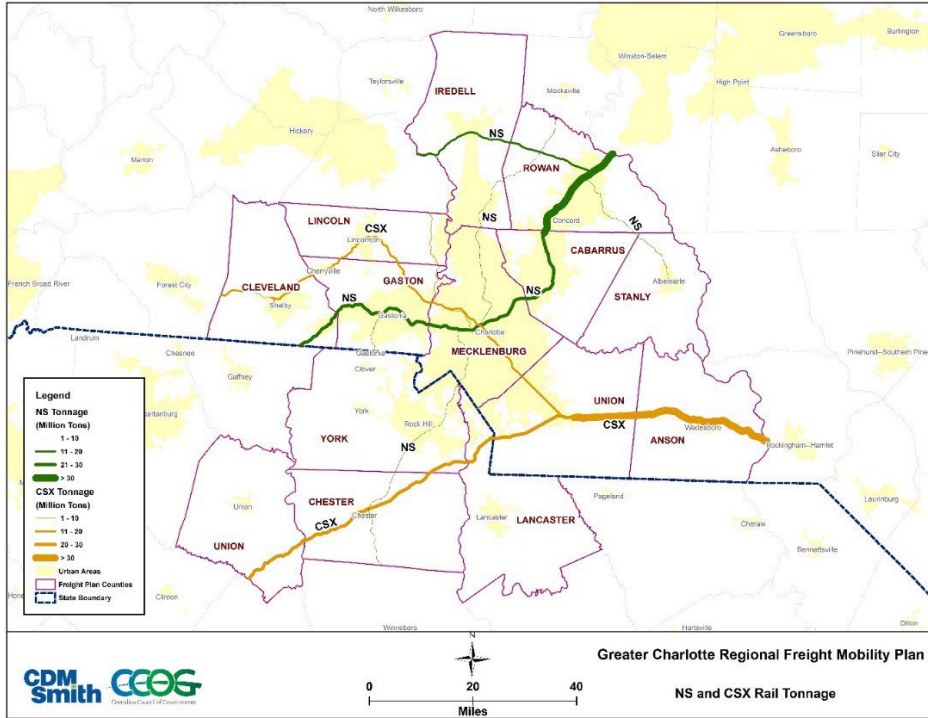 North Wilkesboro
Greensboro
Burlington
Winston-Salem
Taylorsville
Mocksville
High Point
IREDELL
Hickory
NS
Asheboro
Siler City
Marion
ROWAN
NS
LINCOLN
CSX
NS
Concord
Lincolnton
CABARRUS
Cherryville
GASTON
French Broad River
Forest City
CLEVELAND
Shelby
NS
NS
Albemarle
STANLY
Gastonia
Charlotte
Landrum
Chesnee
MECKLENBURG
Pinehurst--Southern Pine
Gastonia
Clover
Gaffney
Legend
NS Tonnage
(Million Tons)
1 - 10
11 - 20
21 - 30
> 30
CSX Tonnage
(Million Tons)
1 - 10
11 - 20
20 - 30
> 30
Urban Areas
Freight Plan Counties
State Boundary
partanburg
York
Rock Hill
UNION
CSX
Wadesboro
ANSON
Rockingham--Hamlet
YORK
NS
Union
CHESTER
Chester
CSX
Lancaster
LANCASTER
Pageland
Laurinburg
Cheraw
Bennettsville
UNION
Clinton
Winnsboro
Hartsville
Dillon
CDM
Smith
CCOG
Centralina Council of Governments
N
0 20 40
Miles
Greater Charlotte Regional Freight Mobility Plan
NS and CSX Rail Tonnage